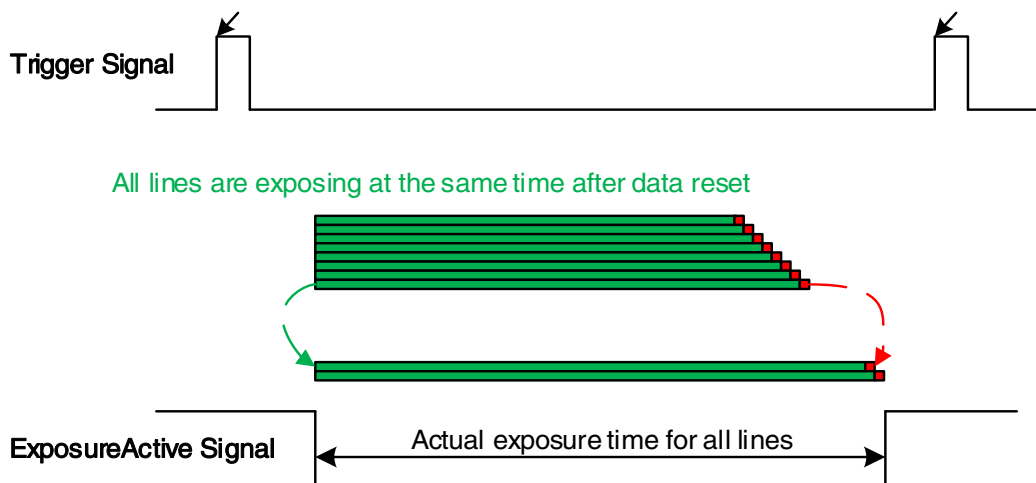 Trigger Signal
All lines are exposing at the same time after data reset
Actual exposure time for all lines
ExposureActive Signal